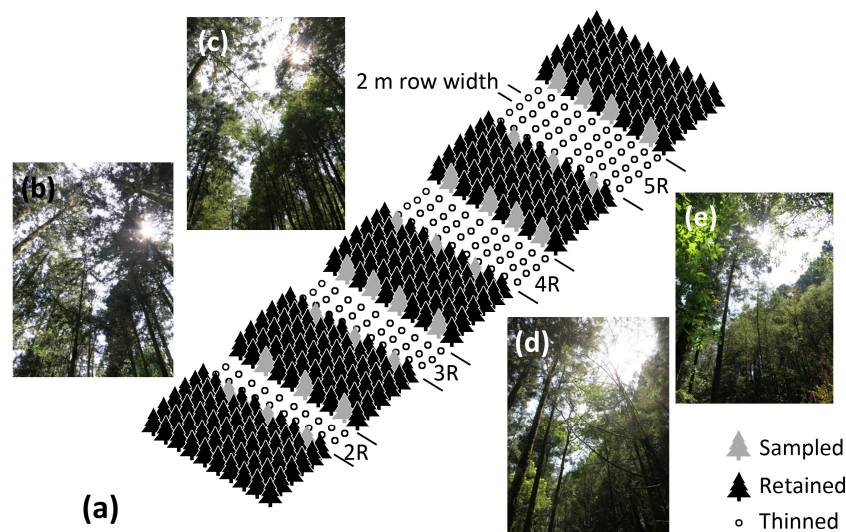 (c)
2 m row width
(b)
5R
(e)
4R
(d)
3R
2R
Sampled
Retained
(a)
Thinned